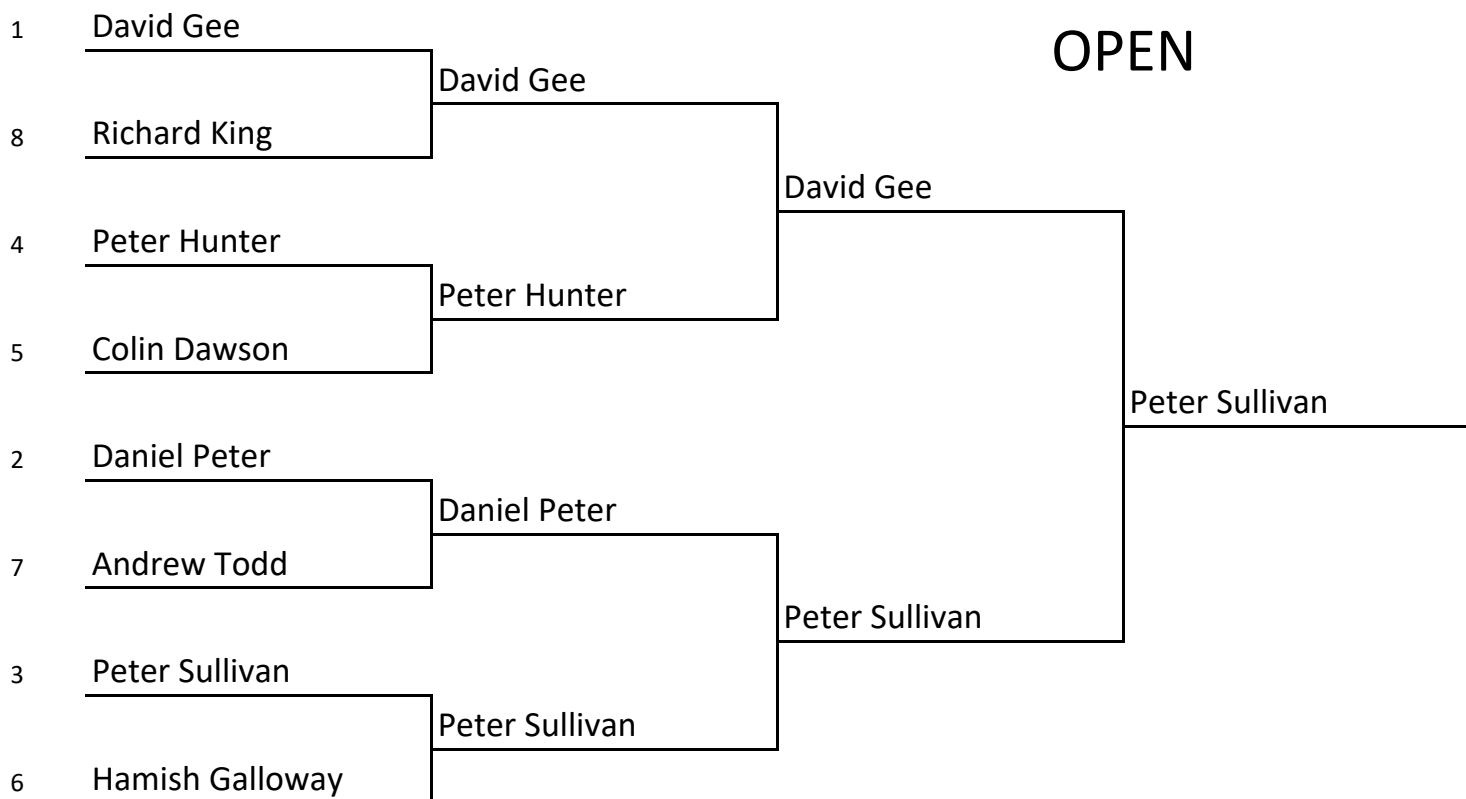 OPEN
1 David Gee
David Gee
8 Richard King
David Gee
4 Peter Hunter
Peter Hunter
5 Colin Dawson
Peter Sullivan
2 Daniel Peter
Daniel Peter
7 Andrew Todd
Peter Sullivan
3 Peter Sullivan
Peter Sullivan
6 Hamish Galloway